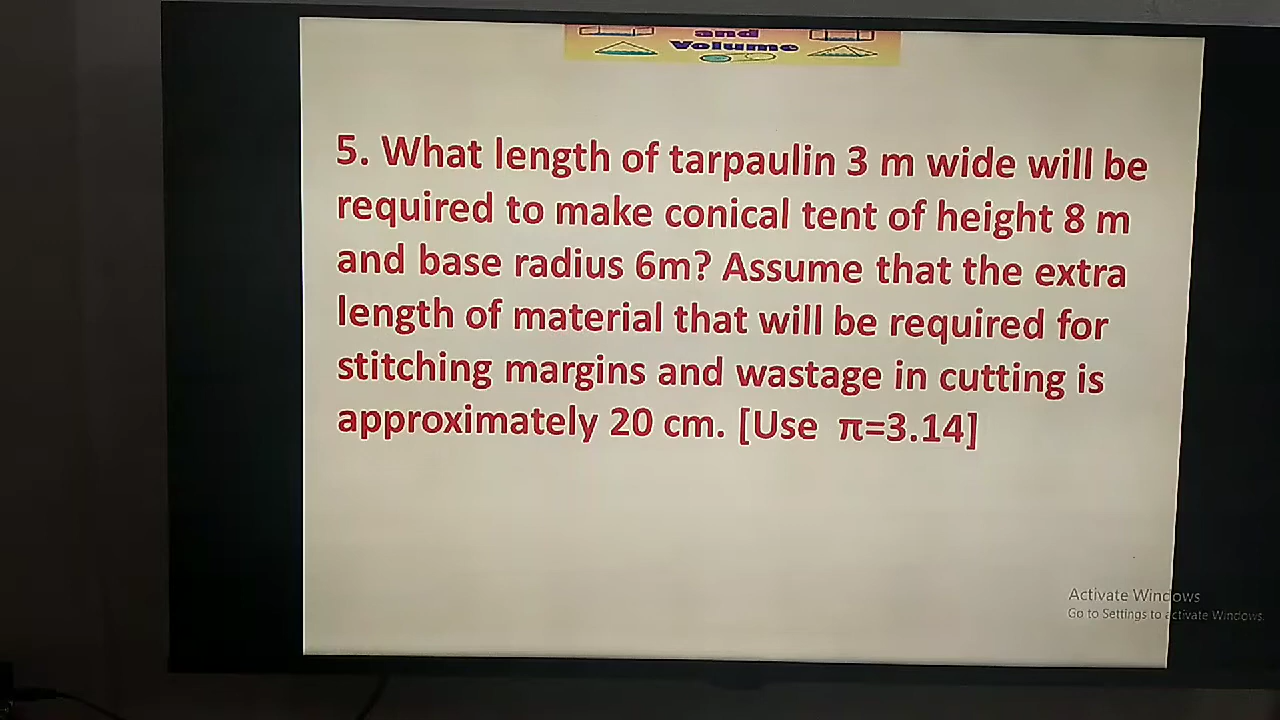 and
Volume
5. What length of tarpaulin 3 m wide will be
required to make conical tent of height 8 m
and base radius 6m? Assume that the extra
length of material that will be required for
stitching margins and wastage in cutting is
approximately 20 cm. [Use π=3.14]
Activate Windows
Go to Settings to activate Windows.